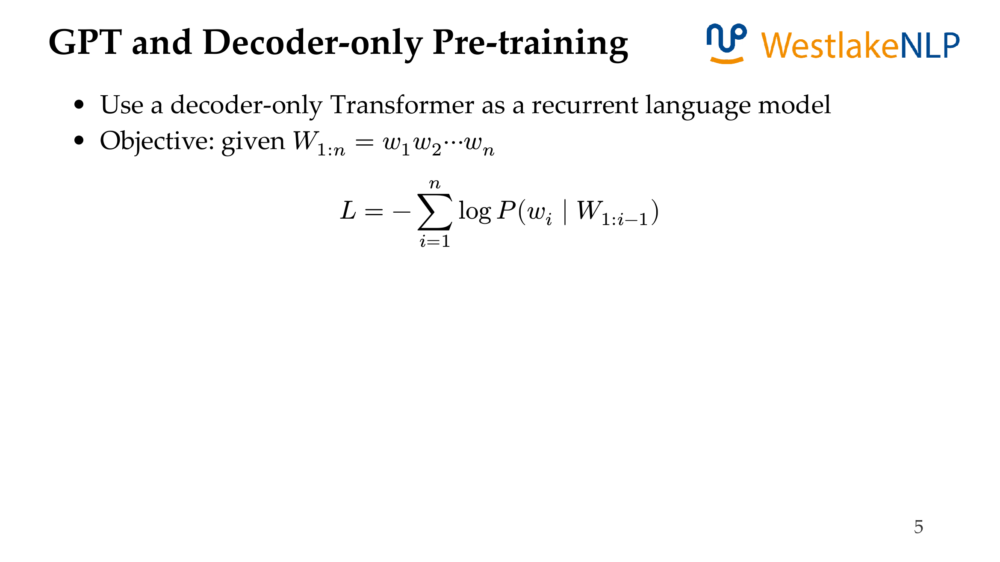 GPT and Decoder-only Pre-training
WestlakeNLP
• Use a decoder-only Transformer as a recurrent language model
• Objective: given $W_{1:n} = w_1 w_2 \cdots w_n$
$L = -\sum_{i=1}^{n} \log P(w_i \mid W_{1:i-1})$
5